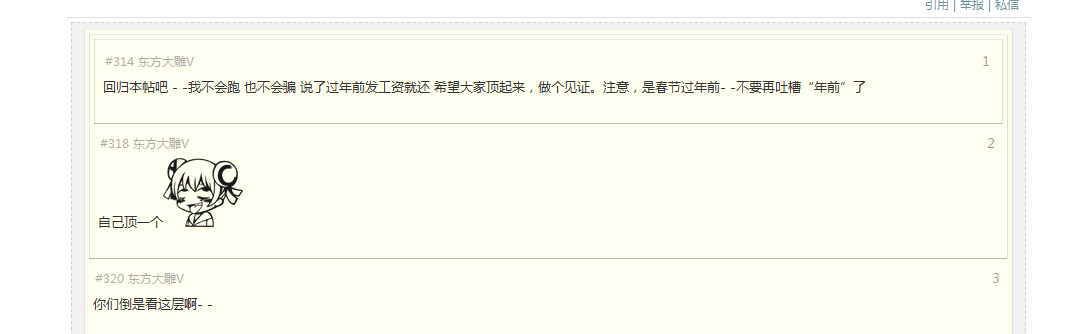 引用 | 举报 | 私信
#314 东方大雕V 1
回归本帖吧 - -我不会跑 也不会骗 说了过年前发工资就还 希望大家顶起来，做个见证。注意，是春节过年前- -不要再吐槽“年前”了
#318 东方大雕V 2
自己顶一个
#320 东方大雕V 3
你们倒是看这层啊- -